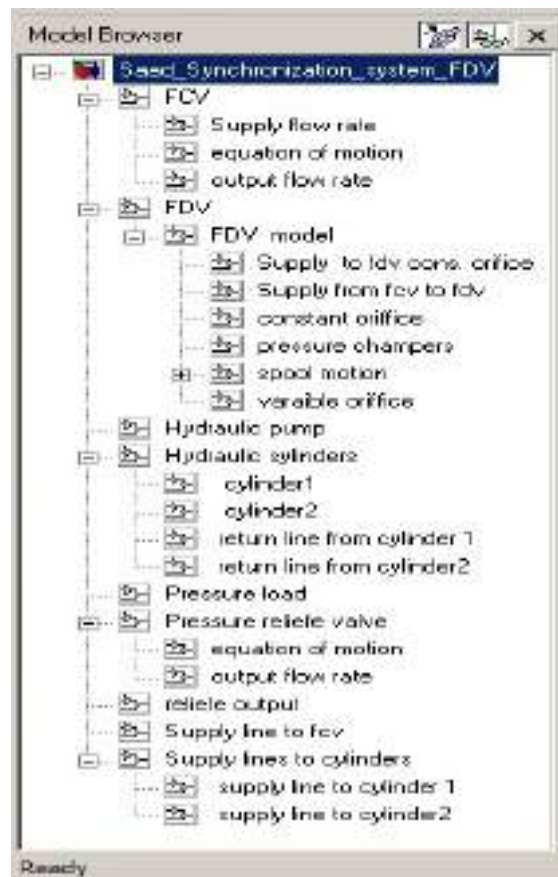 Model Browser
Saed_Synchronization_system_FDV
FCV
Supply flow rate
equation of motion
output flow rate
FDV
FDV model
Supply to fdv cons. orifice
Supply from fcv to fdv
constant oriffice
pressure champers
spool motion
varaible oriffice
Hydraulic pump
Hydraulic sylinders
cylinder1
cylinder2
return line from cylinder 1
return line from cylinder2
Pressure load
Pressure reliefe valve
equation of motion
output flow rate
reliefe output
Supply line to fcv
Supply lines to cylinders
supply line to cylinder 1
supply line to cylinder2
Ready